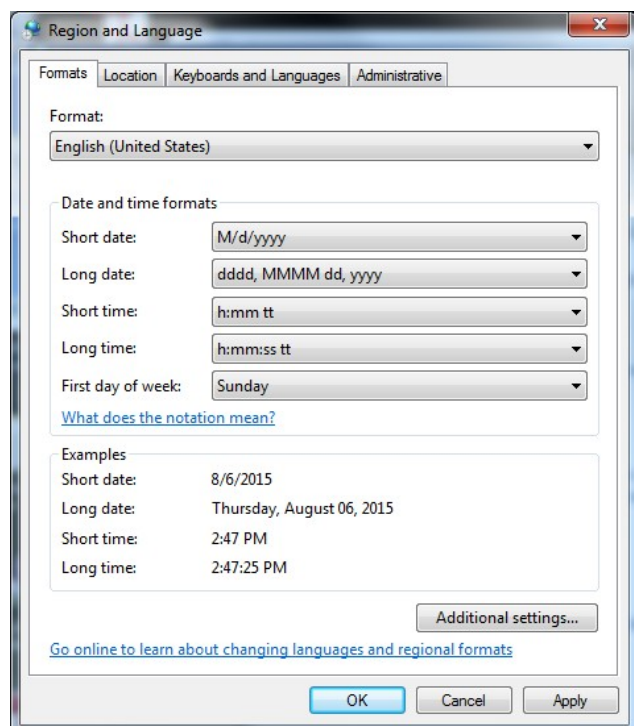 Region and Language
Formats Location Keyboards and Languages Administrative
Format:
English (United States)
Date and time formats
Short date: M/d/yyyy
Long date: dddd, MMMM dd, yyyy
Short time: h:mm tt
Long time: h:mm:ss tt
First day of week: Sunday
What does the notation mean?
Examples
Short date: 8/6/2015
Long date: Thursday, August 06, 2015
Short time: 2:47 PM
Long time: 2:47:25 PM
Additional settings...
Go online to learn about changing languages and regional formats
OK Cancel Apply